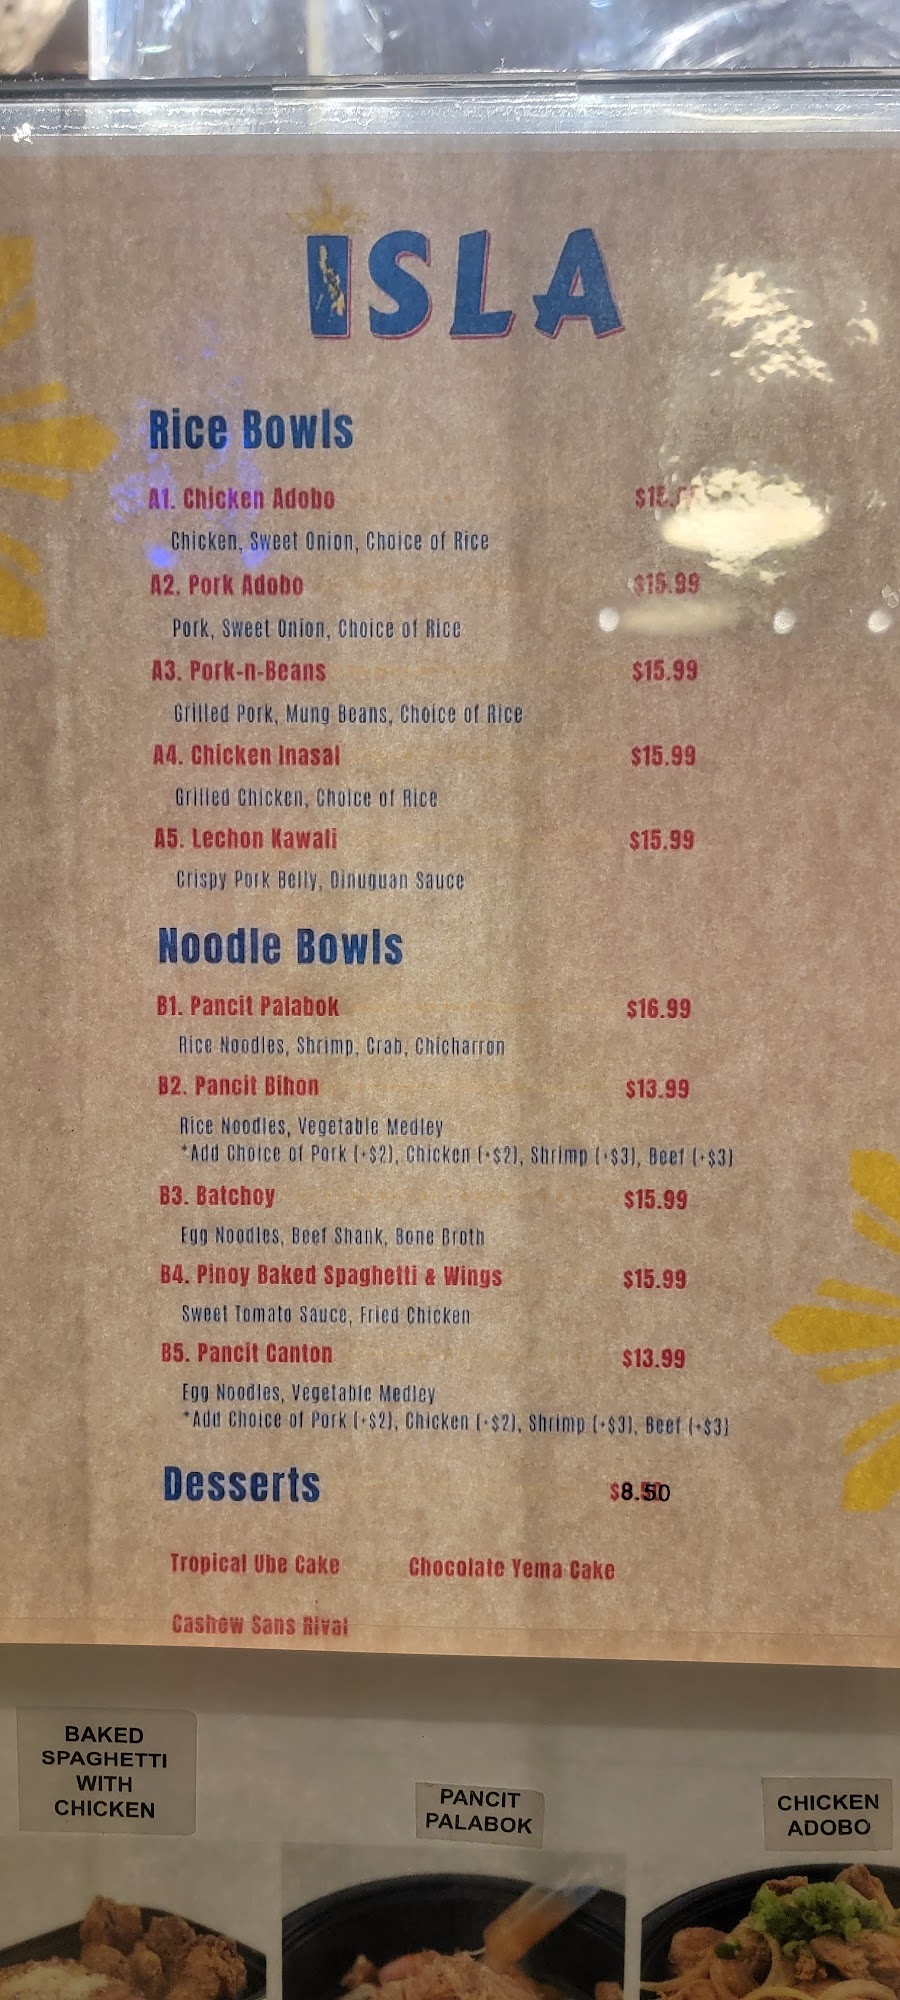 ISLA
Rice Bowls
A1. Chicken Adobo
Chicken, Sweet Onion, Choice of Rice
A2. Pork Adobo $15.99
Pork, Sweet Onion, Choice of Rice
A3. Pork-n-Beans $15.99
Grilled Pork, Mung Beans, Choice of Rice
A4. Chicken Inasal $15.99
Grilled Chicken, Choice of Rice
A5. Lechon Kawali $15.99
Crispy Pork Belly, Dinuguan Sauce
Noodle Bowls
B1. Pancit Palabok $16.99
Rice Noodles, Shrimp, Crab, Chicharron
B2. Pancit Bihon $13.99
Rice Noodles, Vegetable Medley
*Add Choice of Pork (+$2), Chicken (+$2), Shrimp (+$3), Beef (+$3)
B3. Batchoy $15.99
Egg Noodles, Beef Shank, Bone Broth
B4. Pinoy Baked Spaghetti & Wings $15.99
Sweet Tomato Sauce, Fried Chicken
B5. Pancit Canton $13.99
Egg Noodles, Vegetable Medley
*Add Choice of Pork (+$2), Chicken (+$2), Shrimp (+$3), Beef (+$3)
Desserts $8.50
Tropical Ube Cake Chocolate Yema Cake
Cashew Sans Rival
BAKED
SPAGHETTI
WITH
CHICKEN
PANCIT
PALABOK
CHICKEN
ADOBO